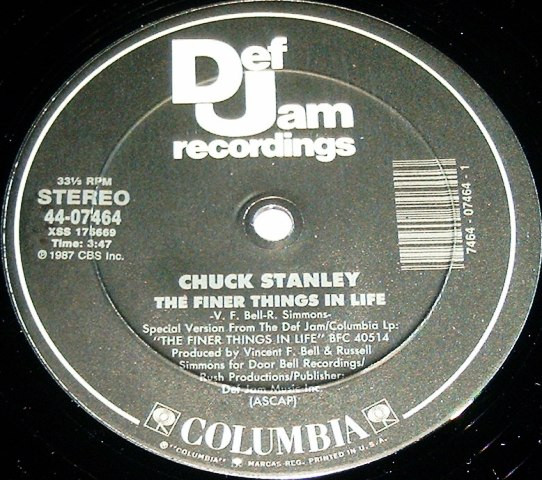 Def
Jam
recordings
33⅓ RPM
STEREO
44-07464
XSS 176669
Time: 3:47
℗ 1987 CBS Inc.
7464 - 07464 - 1
CHUCK STANLEY
THE FINER THINGS IN LIFE
-V. F. Bell-R. Simmons-
Special Version From The Def Jam/Columbia Lp:
"THE FINER THINGS IN LIFE" BFC 40514
Produced by Vincent F. Bell & Russell
Simmons for Door Bell Recordings/
Rush Productions/Publisher:
Def Jam Music Inc.
(ASCAP)
COLUMBIA
"COLUMBIA" MARCAS REG. PRINTED IN U.S.A.